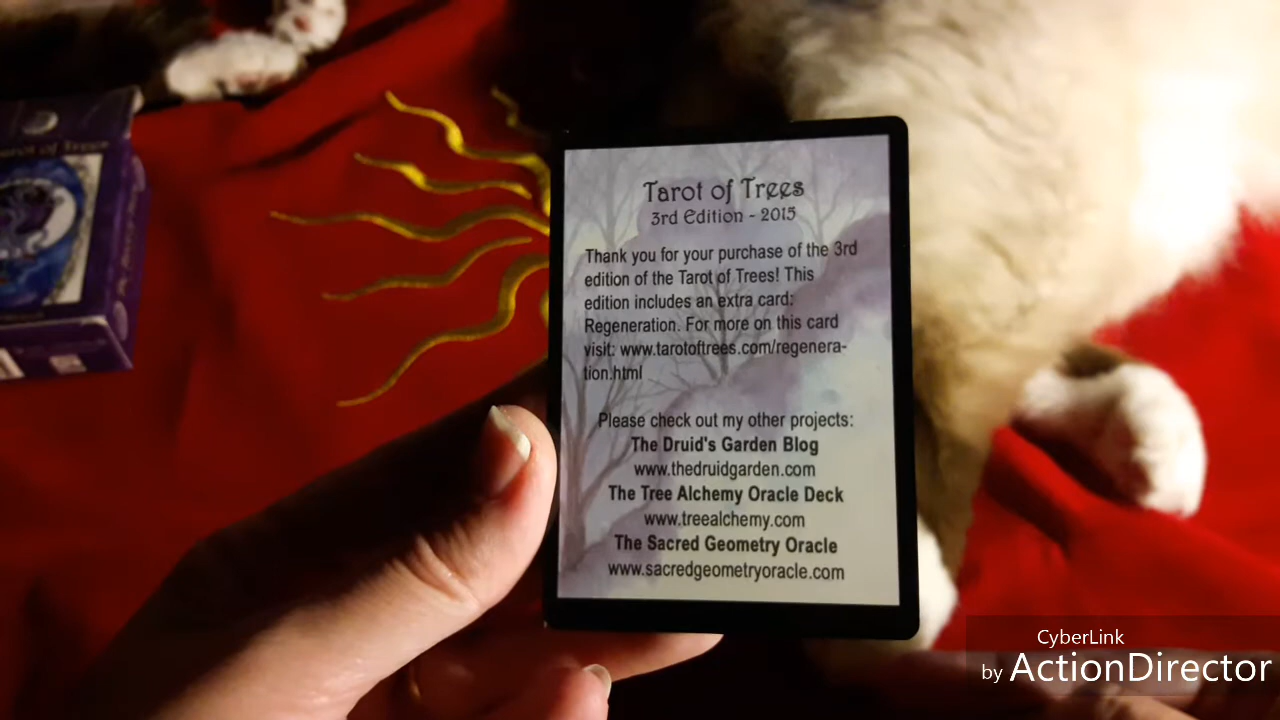 Tarot of Trees
Tarot of Trees
3rd Edition - 2015
Thank you for your purchase of the 3rd
edition of the Tarot of Trees! This
edition includes an extra card:
Regeneration. For more on this card
visit: www.tarotoftrees.com/regenera-
tion.html
Please check out my other projects:
The Druid's Garden Blog
www.thedruidgarden.com
The Tree Alchemy Oracle Deck
www.treealchemy.com
The Sacred Geometry Oracle
www.sacredgeometryoracle.com
CyberLink
by ActionDirector